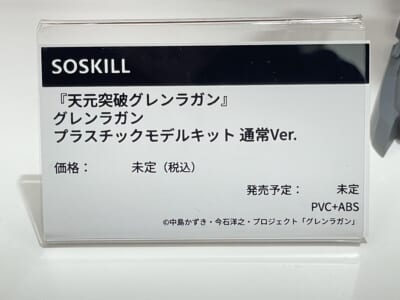 SOSKILL
『天元突破グレンラガン』
グレンラガン
プラスチックモデルキット 通常Ver.
価格： 未定（税込）
発売予定： 未定
PVC+ABS
©中島かずき・今石洋之・プロジェクト「グレンラガン」